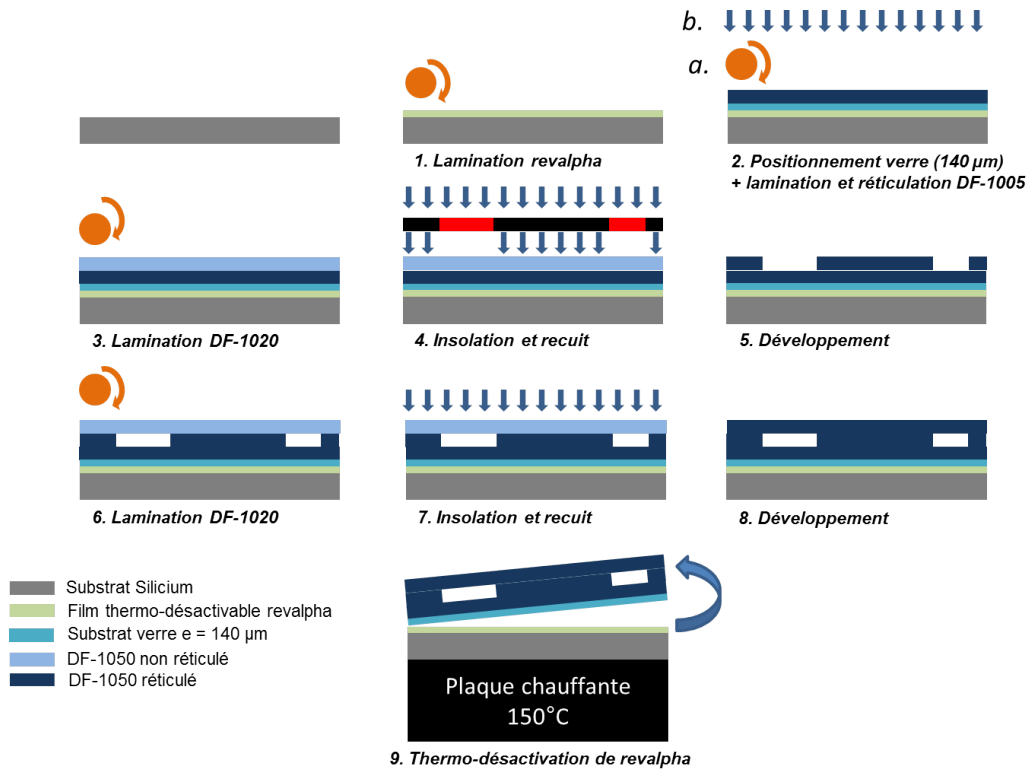 b.
a.
1. Lamination revalpha
2. Positionnement verre (140 µm)
+ lamination et réticulation DF-1005
3. Lamination DF-1020
4. Insolation et recuit
5. Développement
6. Lamination DF-1020
7. Insolation et recuit
8. Développement
Substrat Silicium
Film thermo-désactivable revalpha
Substrat verre e = 140 µm
DF-1050 non réticulé
DF-1050 réticulé
Plaque chauffante
150°C
9. Thermo-désactivation de revalpha